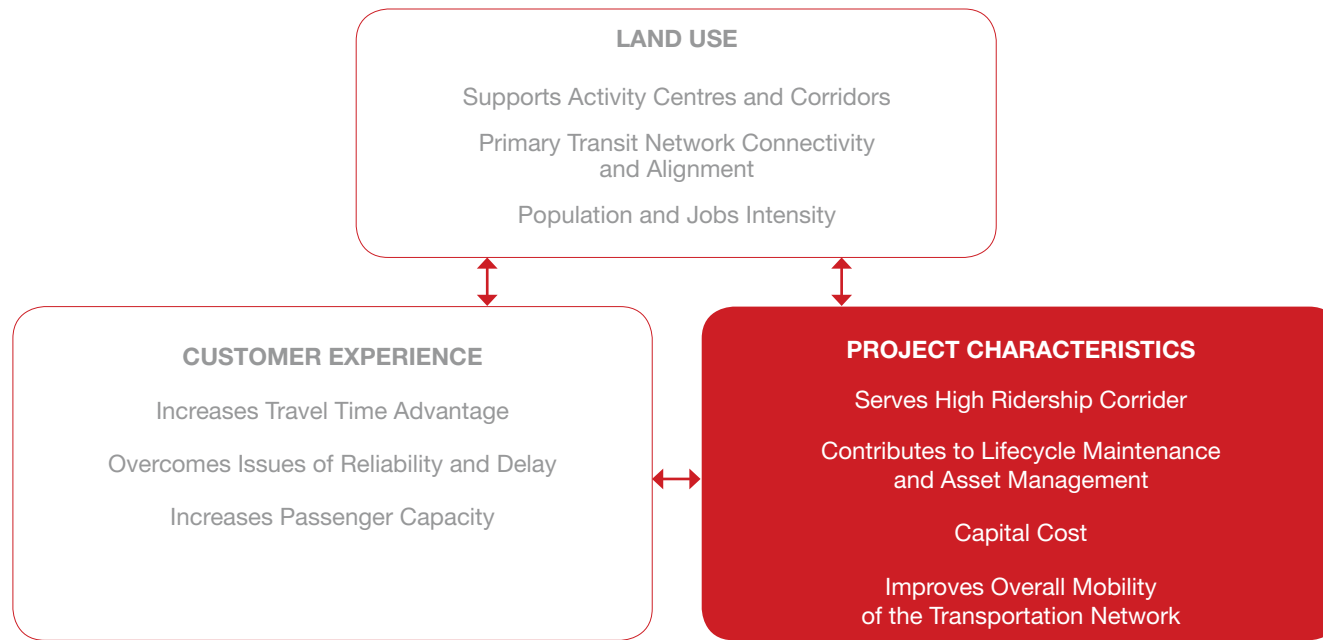 LAND USE
Supports Activity Centres and Corridors
Primary Transit Network Connectivity
and Alignment
Population and Jobs Intensity
CUSTOMER EXPERIENCE
Increases Travel Time Advantage
Overcomes Issues of Reliability and Delay
Increases Passenger Capacity
PROJECT CHARACTERISTICS
Serves High Ridership Corrider
Contributes to Lifecycle Maintenance
and Asset Management
Capital Cost
Improves Overall Mobility
of the Transportation Network